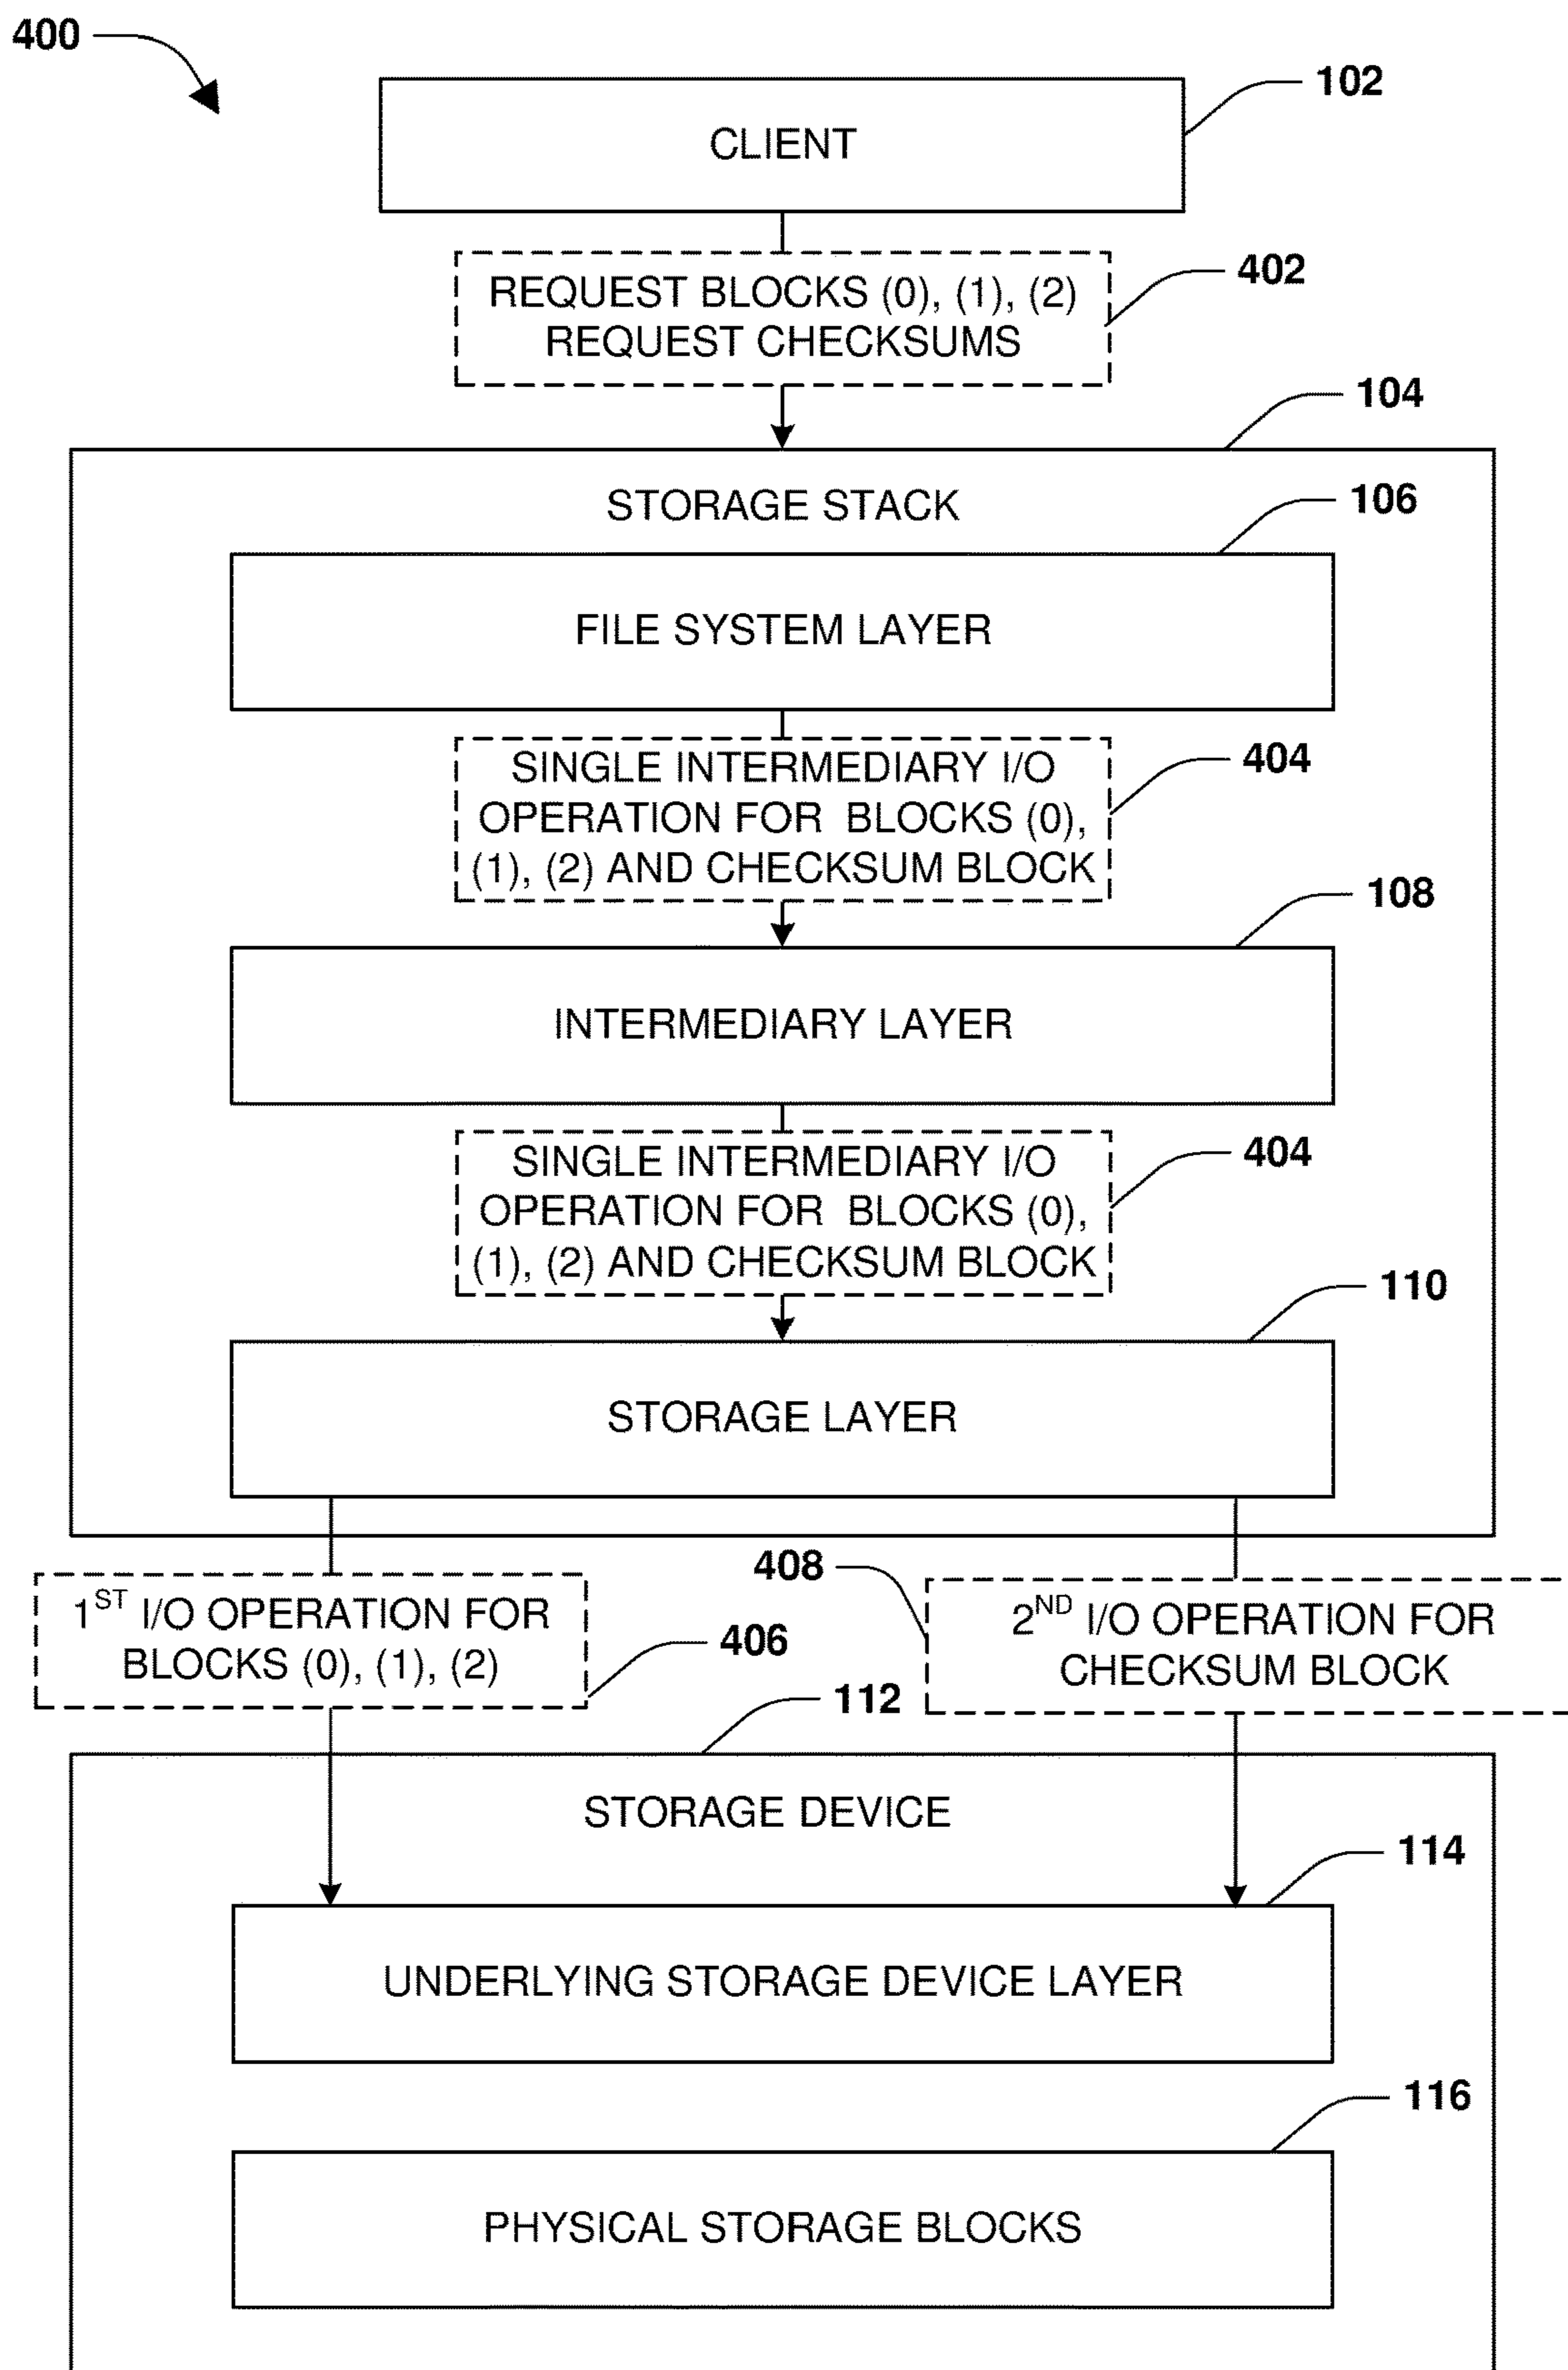 400
102
CLIENT
REQUEST BLOCKS (0), (1), (2)
REQUEST CHECKSUMS
402
104
STORAGE STACK
106
FILE SYSTEM LAYER
SINGLE INTERMEDIARY I/O
OPERATION FOR BLOCKS (0),
(1), (2) AND CHECKSUM BLOCK
404
108
INTERMEDIARY LAYER
SINGLE INTERMEDIARY I/O
OPERATION FOR BLOCKS (0),
(1), (2) AND CHECKSUM BLOCK
404
110
STORAGE LAYER
1ST I/O OPERATION FOR
BLOCKS (0), (1), (2)
406
408
2ND I/O OPERATION FOR
CHECKSUM BLOCK
112
STORAGE DEVICE
114
UNDERLYING STORAGE DEVICE LAYER
116
PHYSICAL STORAGE BLOCKS